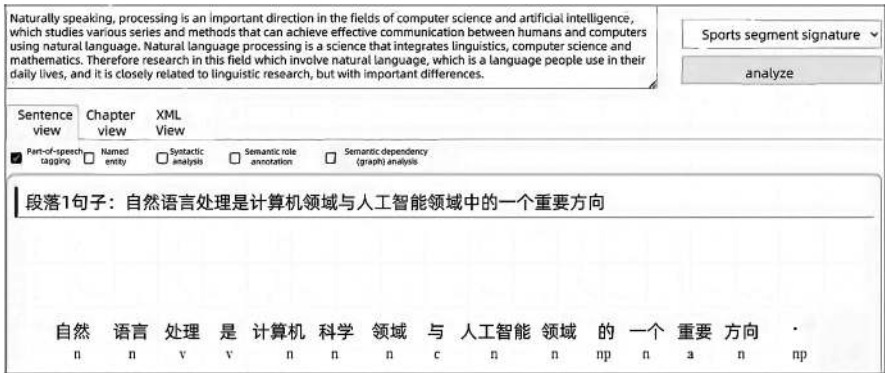 Naturally speaking, processing is an important direction in the fields of computer science and artificial intelligence,
which studies various series and methods that can achieve effective communication between humans and computers
using natural language. Natural language processing is a science that integrates linguistics, computer science and
mathematics. Therefore research in this field which involve natural language, which is a language people use in their
daily lives, and it is closely related to linguistic research, but with important differences.
Sports segment signature
analyze
Sentence view
Chapter view
XML View
Part-of-speech tagging
Named entity
Syntactic analysis
Semantic role annotation
Semantic dependency (graph) analysis
段落1句子：自然语言处理是计算机领域与人工智能领域中的一个重要方向
自然 语言 处理 是 计算机 科学 领域 与 人工智能 领域 的 一个 重要 方向 .
n n v v n n n c n n np n a n np